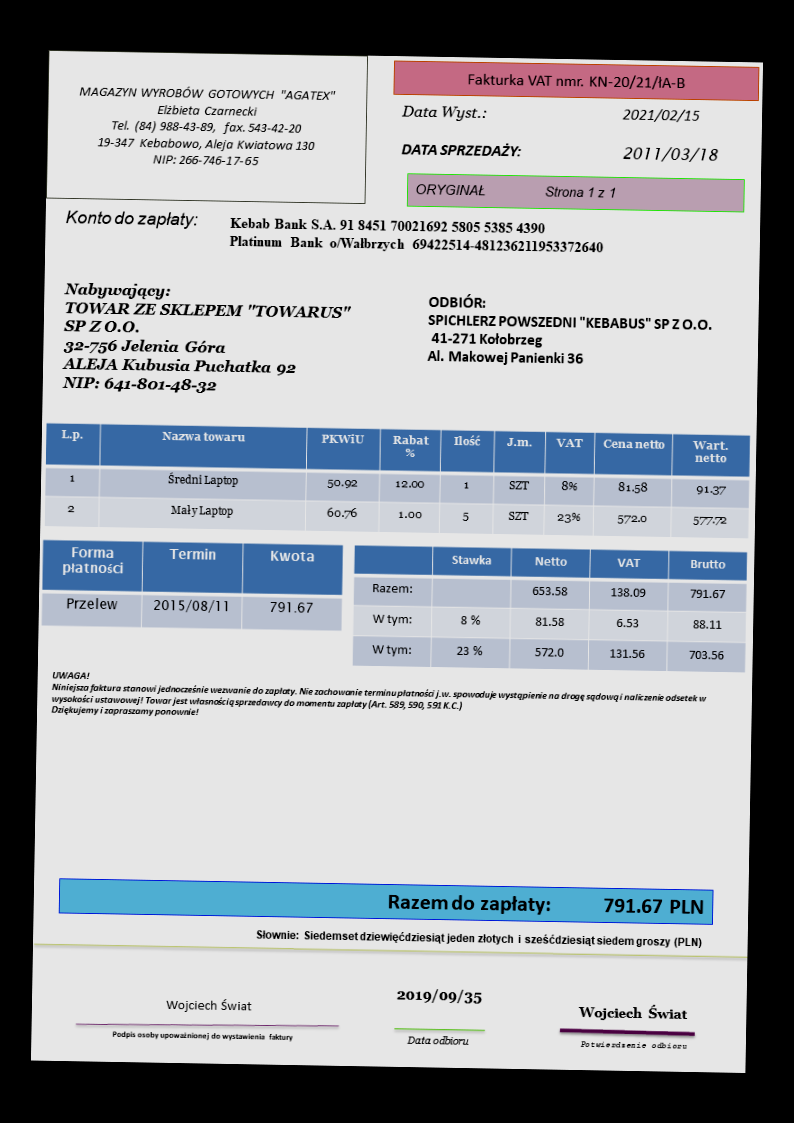 MAGAZYN WYROBÓW GOTOWYCH "AGATEX"
Elżbieta Czarnecki
Tel. (84) 988-43-89, fax. 543-42-20
19-347 Kebabowo, Aleja Kwiatowa 130
NIP: 266-746-17-65
Fakturka VAT nmr. KN-20/21/łA-B
Data Wyst.: 2021/02/15
DATA SPRZEDAŻY: 2011/03/18
ORYGINAŁ Strona 1 z 1
Konto do zapłaty:
Kebab Bank S.A. 91 8451 70021692 5805 5385 4390
Platinum Bank o/Wałbrzych 69422514-481236211953372640
Nabywający:
TOWAR ZE SKLEPEM "TOWARUS"
SP Z O.O.
32-756 Jelenia Góra
ALEJA Kubusia Puchatka 92
NIP: 641-801-48-32
ODBIÓR:
SPICHLERZ POWSZEDNI "KEBABUS" SP Z O.O.
41-271 Kołobrzeg
Al. Makowej Panienki 36
L.p. Nazwa towaru PKWiU Rabat % Ilość J.m. VAT Cena netto Wart. netto
1 Średni Laptop 50.92 12.00 1 SZT 8% 81.58 91.37
2 Mały Laptop 60.76 1.00 5 SZT 23% 572.0 577.72
Forma płatności Termin Kwota
Przelew 2015/08/11 791.67
Stawka Netto VAT Brutto
Razem: 653.58 138.09 791.67
W tym: 8 % 81.58 6.53 88.11
W tym: 23 % 572.0 131.56 703.56
UWAGA!
Niniejsza faktura stanowi jednocześnie wezwanie do zapłaty. Nie zachowanie terminu płatności j.w. spowoduje wystąpienie na drogę sądową i naliczenie odsetek w
wysokości ustawowej! Towar jest własnością sprzedawcy do momentu zapłaty (Art. 589, 590, 591 K.C.)
Dziękujemy i zapraszamy ponownie!
Razem do zapłaty: 791.67 PLN
Słownie: Siedemset dziewięćdziesiąt jeden złotych i sześćdziesiąt siedem groszy (PLN)
Wojciech Świat
Podpis osoby upoważnionej do wystawienia faktury
2019/09/35
Data odbioru
Wojciech Świat
Potwierdzenie odbioru